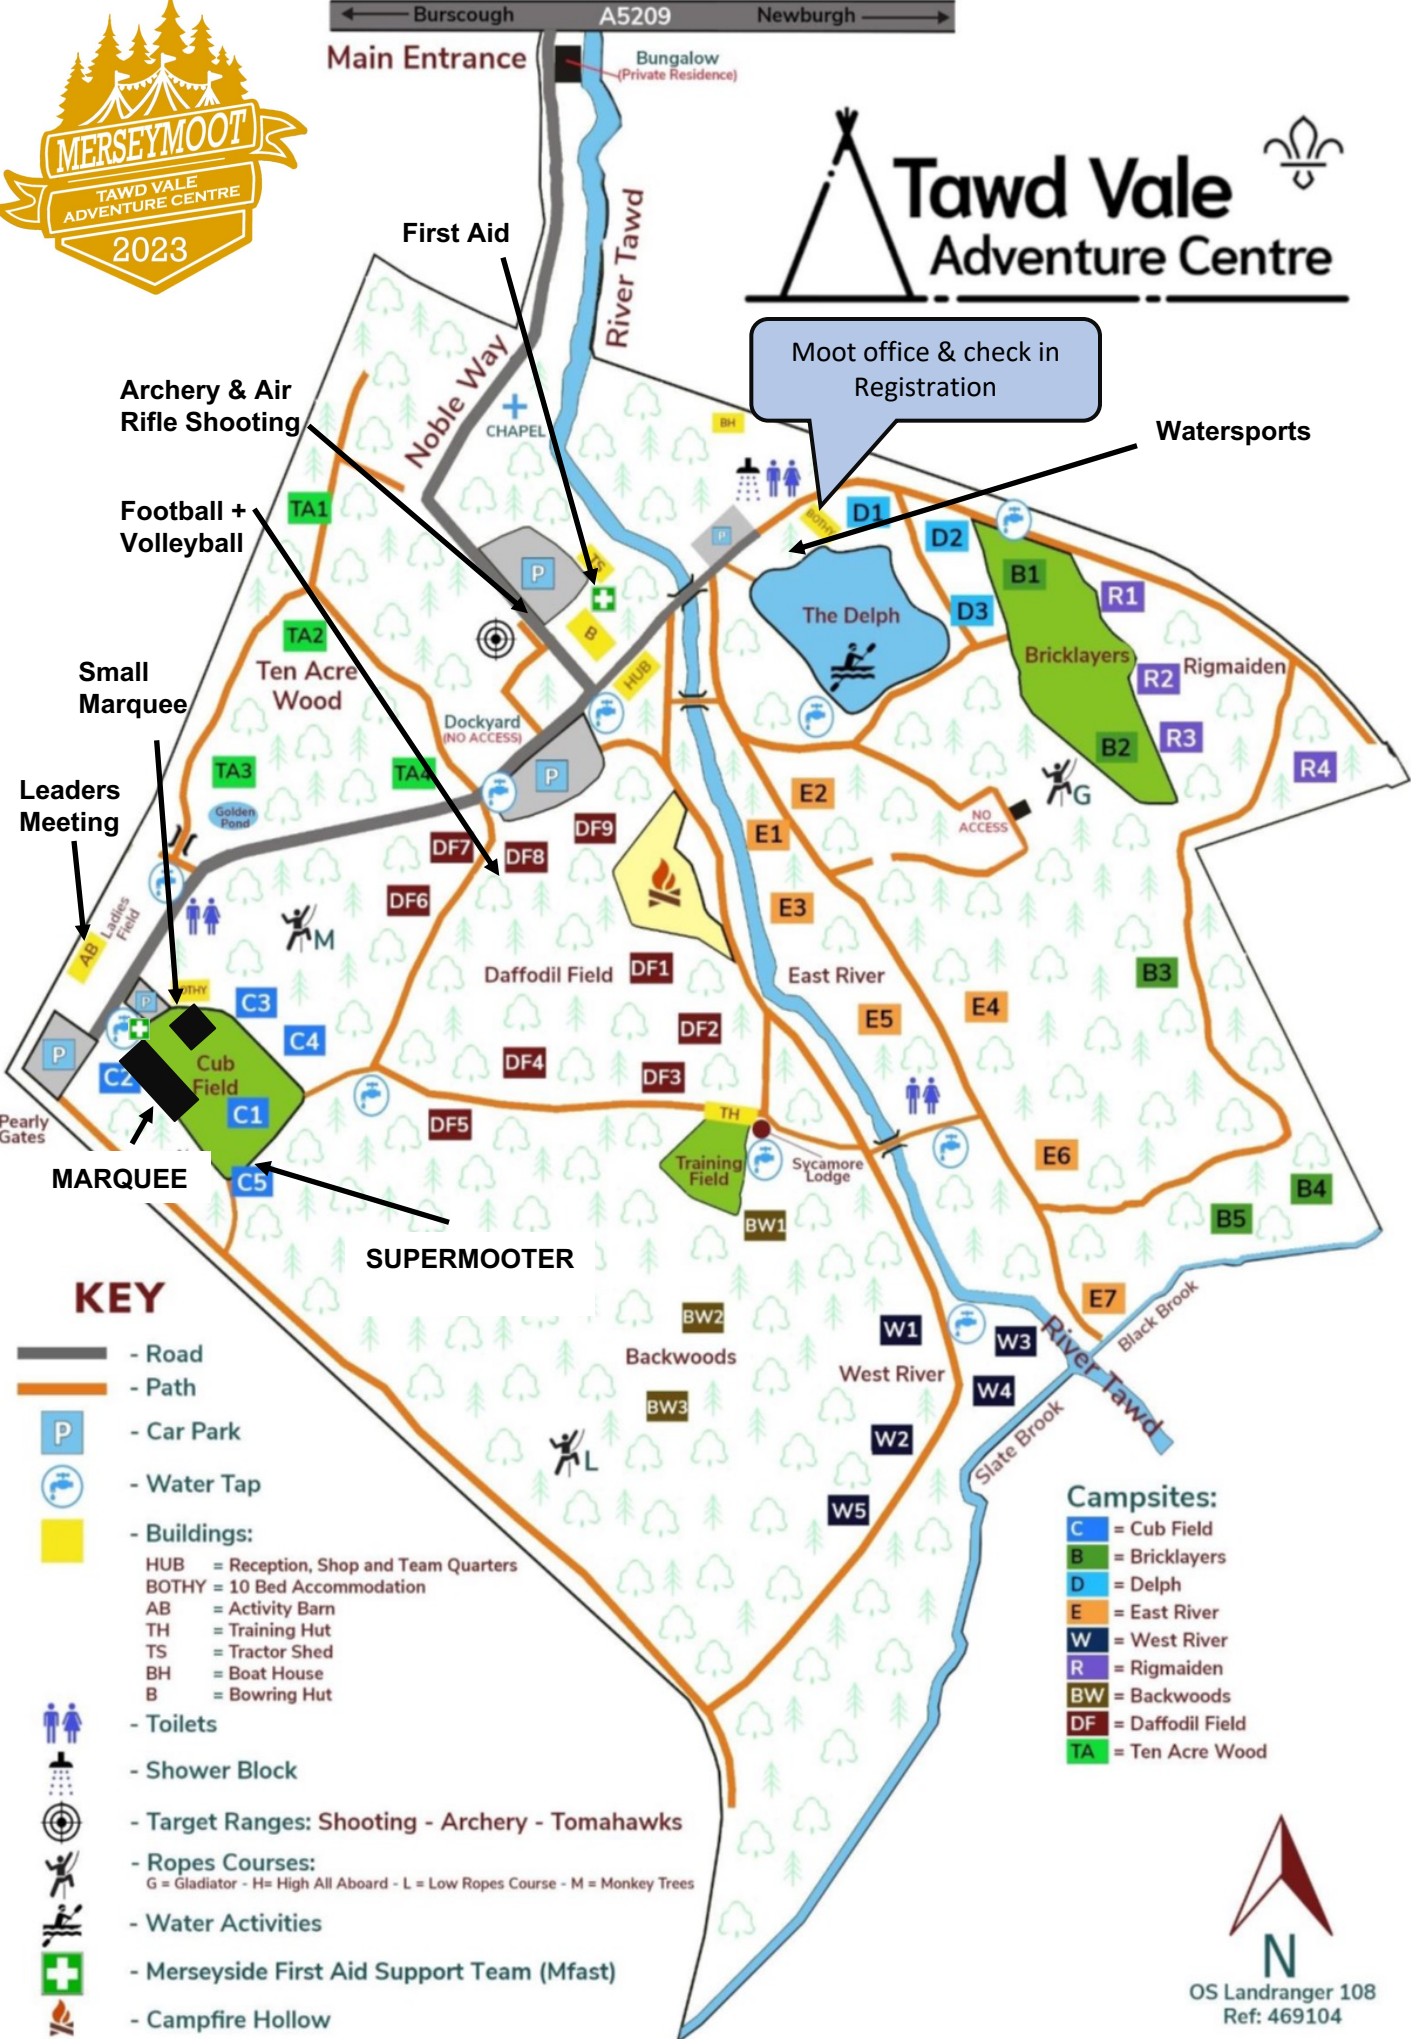 Burscough
A5209
Newburgh
Main Entrance
Bungalow
(Private Residence)
MERSEYMOOT
TAWD VALE
ADVENTURE CENTRE
2023
Tawd Vale
Adventure Centre
First Aid
River Tawd
Noble Way
CHAPEL
Moot office & check in
Registration
Archery & Air
Rifle Shooting
Watersports
Football +
Volleyball
BH
BOTHY
P
P
TS
B
HUB
TA1
TA2
Ten Acre
Wood
TA3
TA4
Golden
Pond
D1
D2
D3
The Delph
B1
Bricklayers
B2
R1
R2
Rigmaiden
R3
R4
Small
Marquee
Leaders
Meeting
Dockyard
(NO ACCESS)
P
G
NO
ACCESS
E2
E1
E3
DF9
DF7
DF8
DF6
M
Ladies
Field
AB
Daffodil Field
DF1
East River
B3
E4
E5
OTHY
P
P
C3
C4
C2
Cub
Field
C1
C5
DF2
DF4
DF3
DF5
TH
Training
Field
Sycamore
Lodge
Pearly
Gates
MARQUEE
SUPERMOOTER
E6
B4
B5
E7
BW1
BW2
Backwoods
BW3
L
W1
West River
W3
W4
W2
W5
River Tawd
Black Brook
Slate Brook
KEY
- Road
- Path
P
- Car Park
- Water Tap
- Buildings:
HUB = Reception, Shop and Team Quarters
BOTHY = 10 Bed Accommodation
AB = Activity Barn
TH = Training Hut
TS = Tractor Shed
BH = Boat House
B = Bowring Hut
- Toilets
- Shower Block
- Target Ranges: Shooting - Archery - Tomahawks
- Ropes Courses:
G = Gladiator - H= High All Aboard - L = Low Ropes Course - M = Monkey Trees
- Water Activities
- Merseyside First Aid Support Team (Mfast)
- Campfire Hollow
Campsites:
C = Cub Field
B = Bricklayers
D = Delph
E = East River
W = West River
R = Rigmaiden
BW = Backwoods
DF = Daffodil Field
TA = Ten Acre Wood
N
OS Landranger 108
Ref: 469104